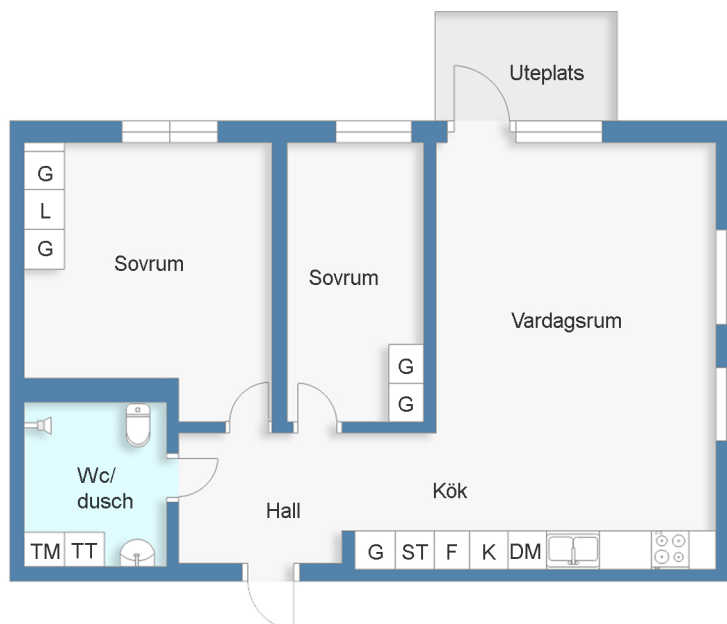 Uteplats
G
L
G
Sovrum
Sovrum
Vardagsrum
G
G
Wc/
dusch
Hall
Kök
TM TT
G ST F K DM